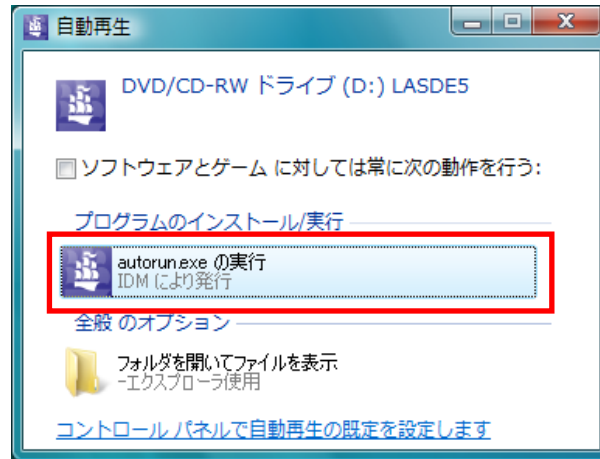 自動再生
DVD/CD-RW ドライブ (D:) LASDE5
ソフトウェアとゲーム に対しては常に次の動作を行う:
プログラムのインストール/実行
autorun.exe の実行
IDM により発行
全般 のオプション
フォルダを開いてファイルを表示
-エクスプローラ使用
コントロール パネルで自動再生の既定を設定します